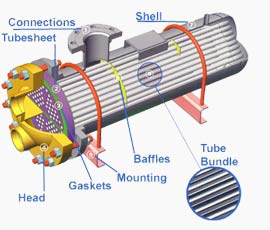 Connections
Shell
Tubesheet
Tube
Bundle
Baffles
Mounting
Gaskets
Head